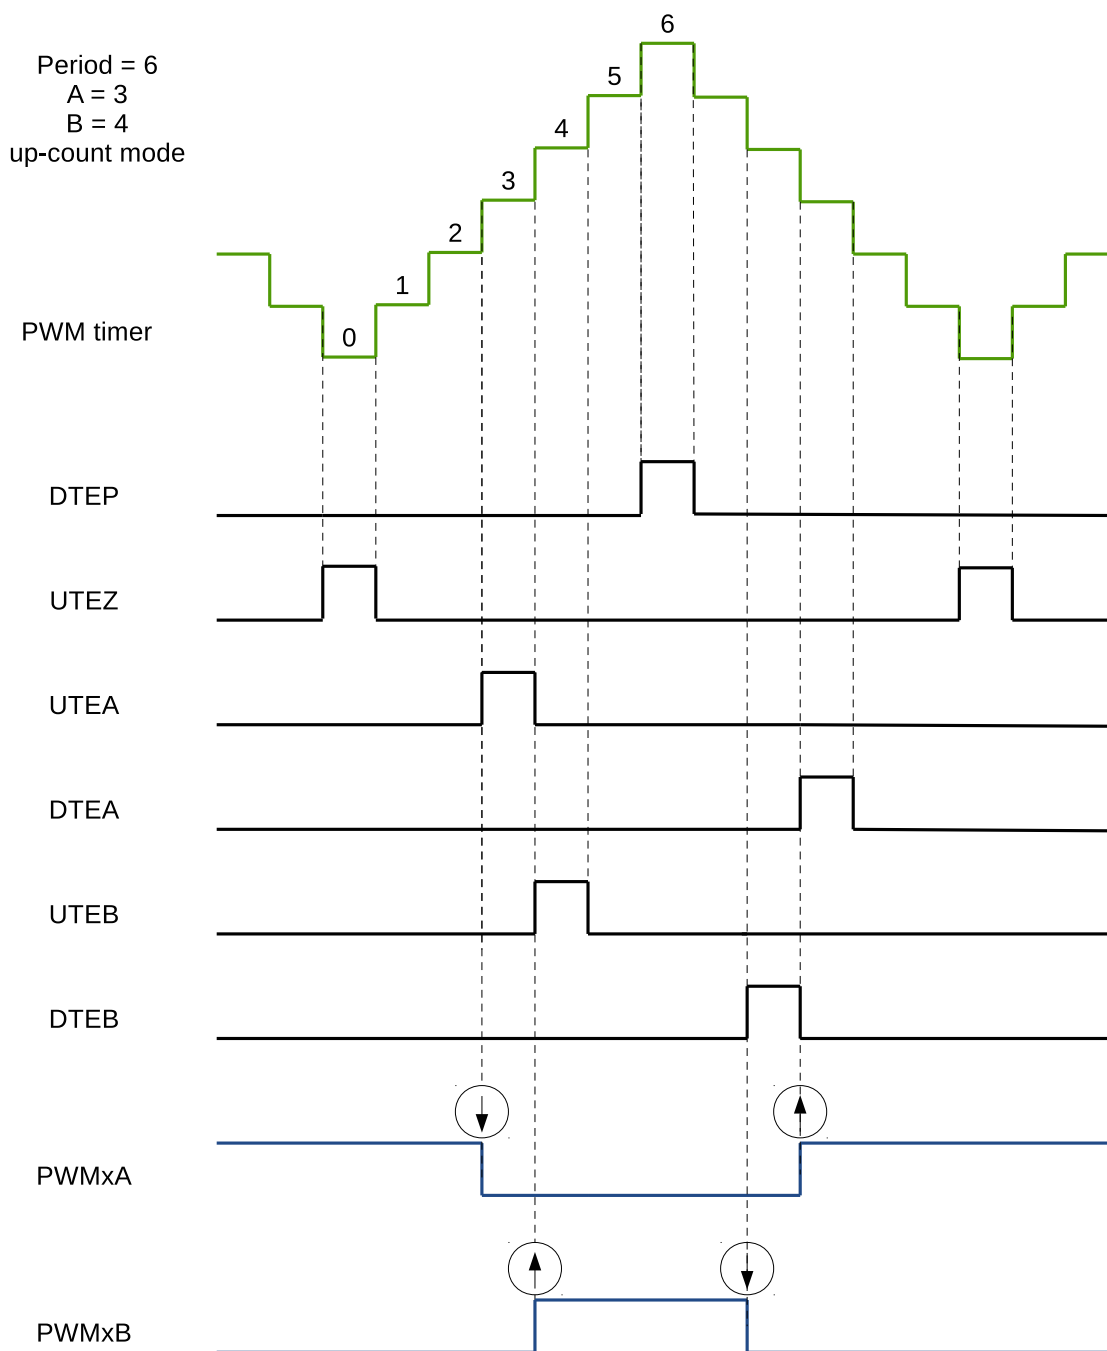 6
Period = 6
A = 3
B = 4
up-count mode
5
4
3
2
1
0
PWM timer
DTEP
UTEZ
UTEA
DTEA
UTEB
DTEB
PWMxA
PWMxB